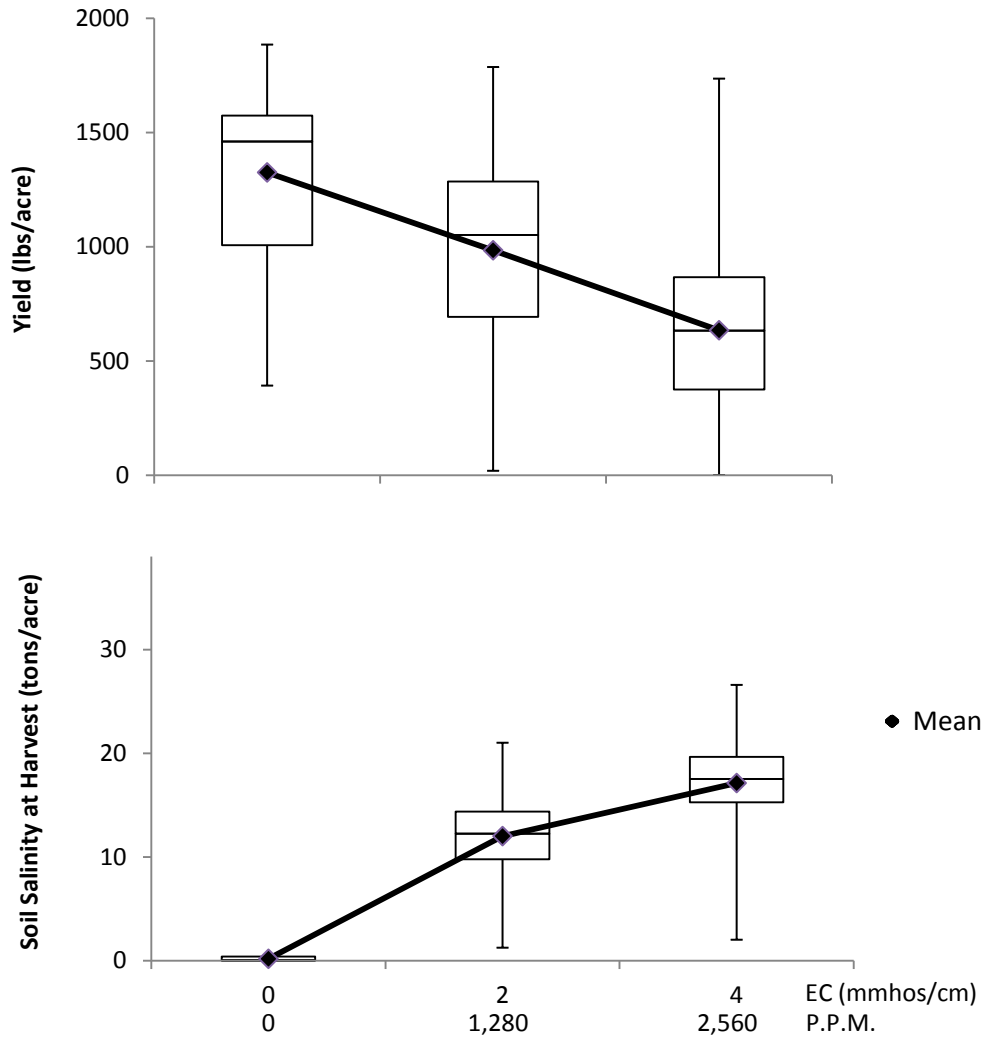 2000
1500
1000
500
0
Yield (lbs/acre)
30
20
10
0
Soil Salinity at Harvest (tons/acre)
Mean
0 2 4 EC (mmhos/cm)
0 1,280 2,560 P.P.M.